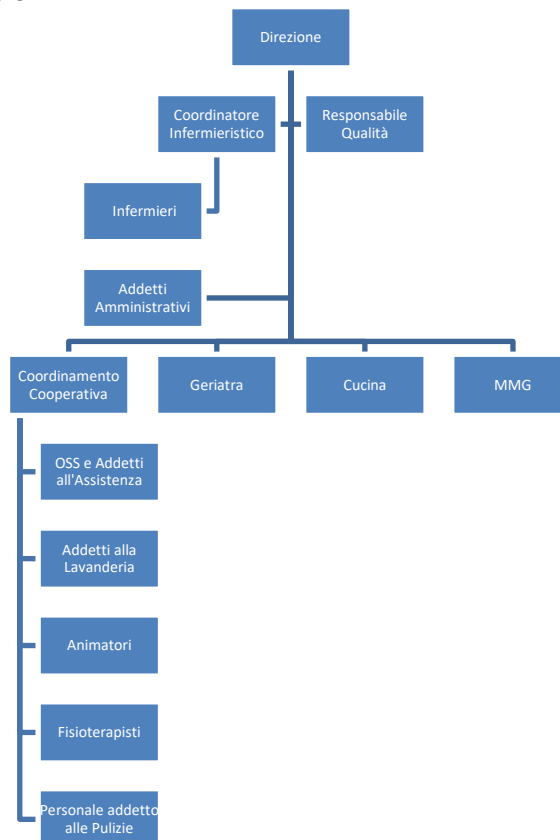 Direzione
Coordinatore
Infermieristico
Responsabile
Qualità
Infermieri
Addetti
Amministrativi
Coordinamento
Cooperativa
Geriatra
Cucina
MMG
OSS e Addetti
all'Assistenza
Addetti alla
Lavanderia
Animatori
Fisioterapisti
Personale addetto
alle Pulizie